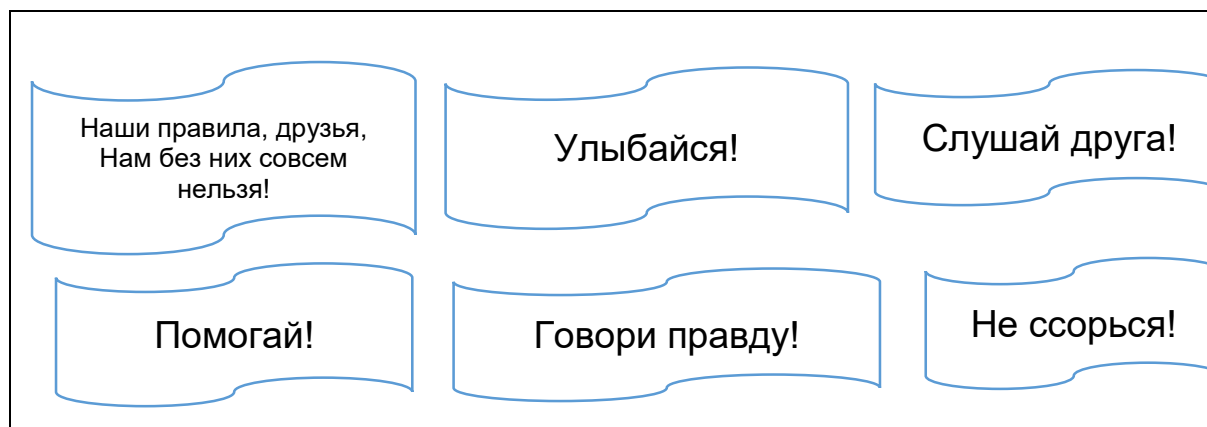 Наши правила, друзья,
Нам без них совсем
нельзя!
Улыбайся!
Слушай друга!
Помогай!
Говори правду!
Не ссорься!